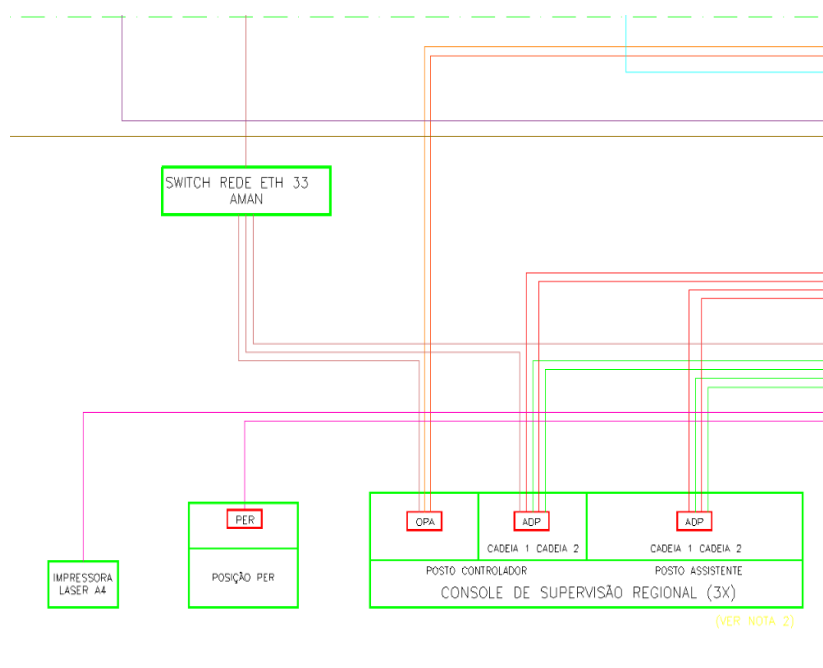 SWITCH REDE ETH 33
AMAN
PER
OPA
ADP
ADP
CADEIA 1 CADEIA 2
CADEIA 1 CADEIA 2
IMPRESSORA
LASER A4
POSIÇÃO PER
POSTO CONTROLADOR
POSTO ASSISTENTE
CONSOLE DE SUPERVISÃO REGIONAL (3X)
(VER NOTA 2)